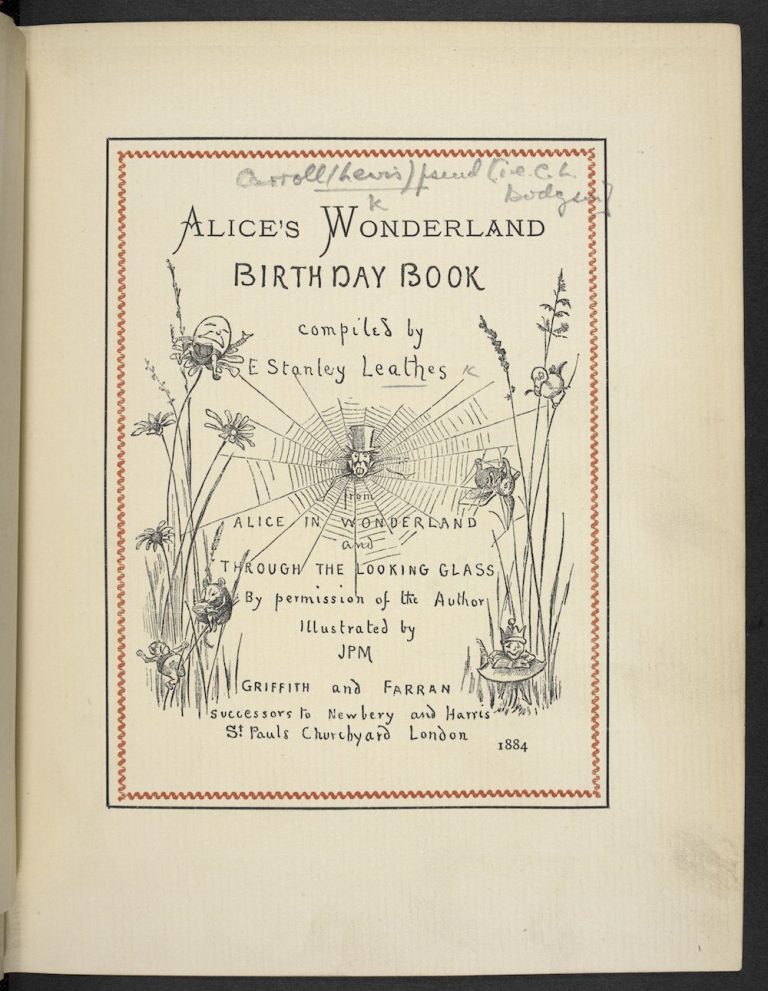 Carroll (Lewis) pseud [i.e. C. L.
Dodgson]
k
ALICE'S WONDERLAND
BIRTHDAY BOOK
compiled by
E Stanley Leathes k
from
ALICE IN WONDERLAND
and
THROUGH THE LOOKING GLASS
By permission of the Author
Illustrated by
JPM
GRIFFITH and FARRAN
successors to Newbery and Harris
St Pauls Churchyard London
1884